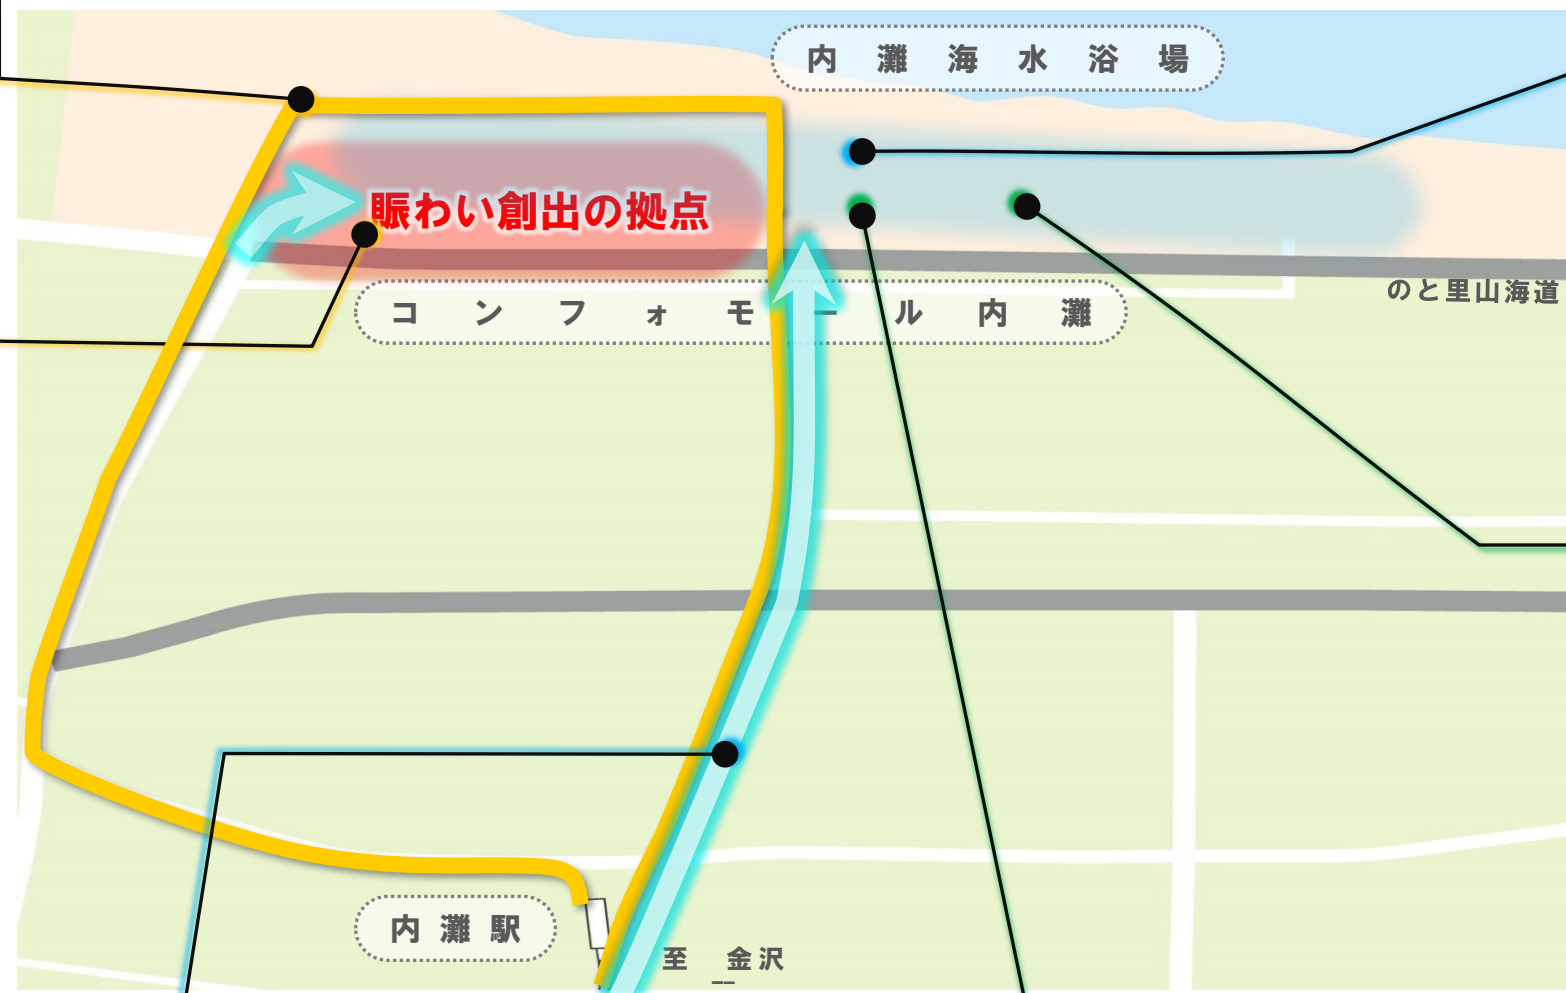 内灘海水浴場
賑わい創出の拠点
のと里山海道
コンフォモール内灘
内灘駅
至 金沢